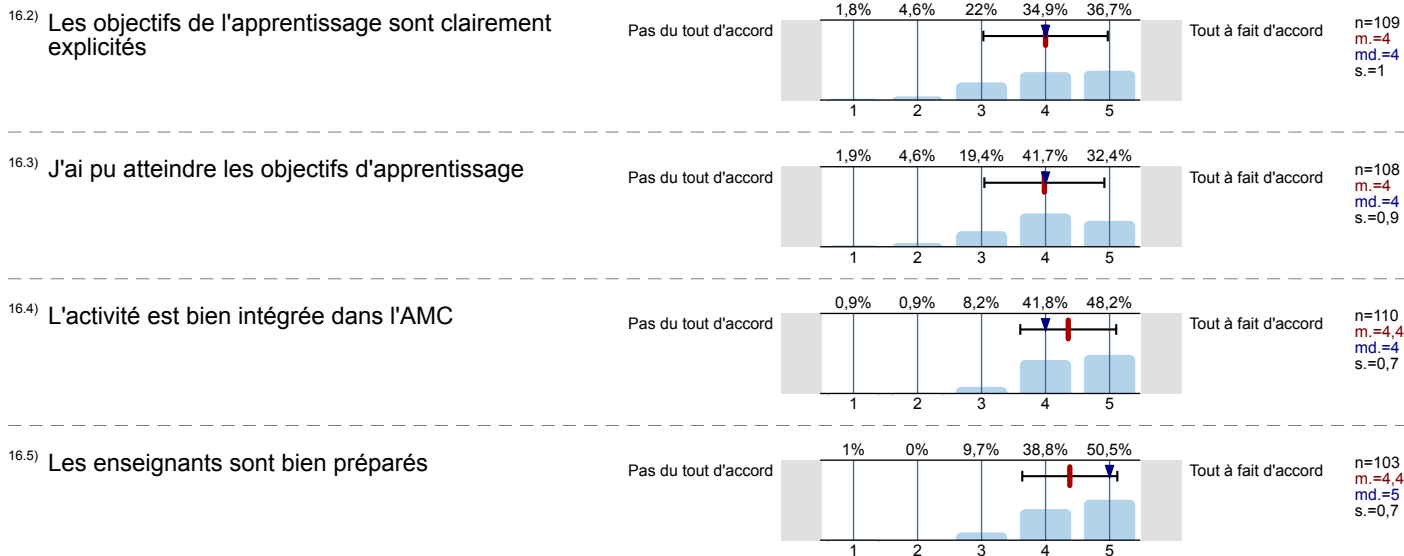 16.2) Les objectifs de l'apprentissage sont clairement
explicités
Pas du tout d'accord
1,8% 4,6% 22% 34,9% 36,7%
1 2 3 4 5
Tout à fait d'accord
n=109
m.=4
md.=4
s.=1
16.3) J'ai pu atteindre les objectifs d'apprentissage
Pas du tout d'accord
1,9% 4,6% 19,4% 41,7% 32,4%
1 2 3 4 5
Tout à fait d'accord
n=108
m.=4
md.=4
s.=0,9
16.4) L'activité est bien intégrée dans l'AMC
Pas du tout d'accord
0,9% 0,9% 8,2% 41,8% 48,2%
1 2 3 4 5
Tout à fait d'accord
n=110
m.=4,4
md.=4
s.=0,7
16.5) Les enseignants sont bien préparés
Pas du tout d'accord
1% 0% 9,7% 38,8% 50,5%
1 2 3 4 5
Tout à fait d'accord
n=103
m.=4,4
md.=5
s.=0,7